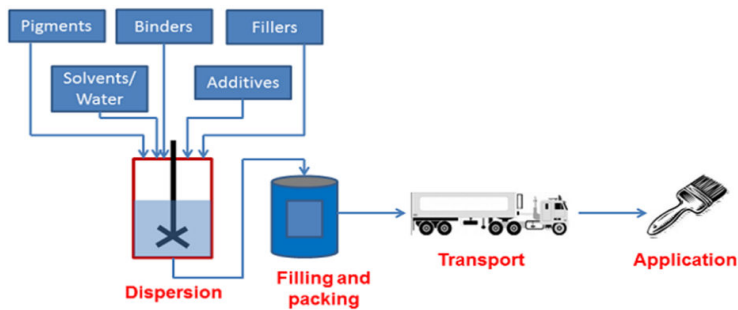 Pigments
Binders
Fillers
Solvents/
Water
Additives
Dispersion
Filling and
packing
Transport
Application